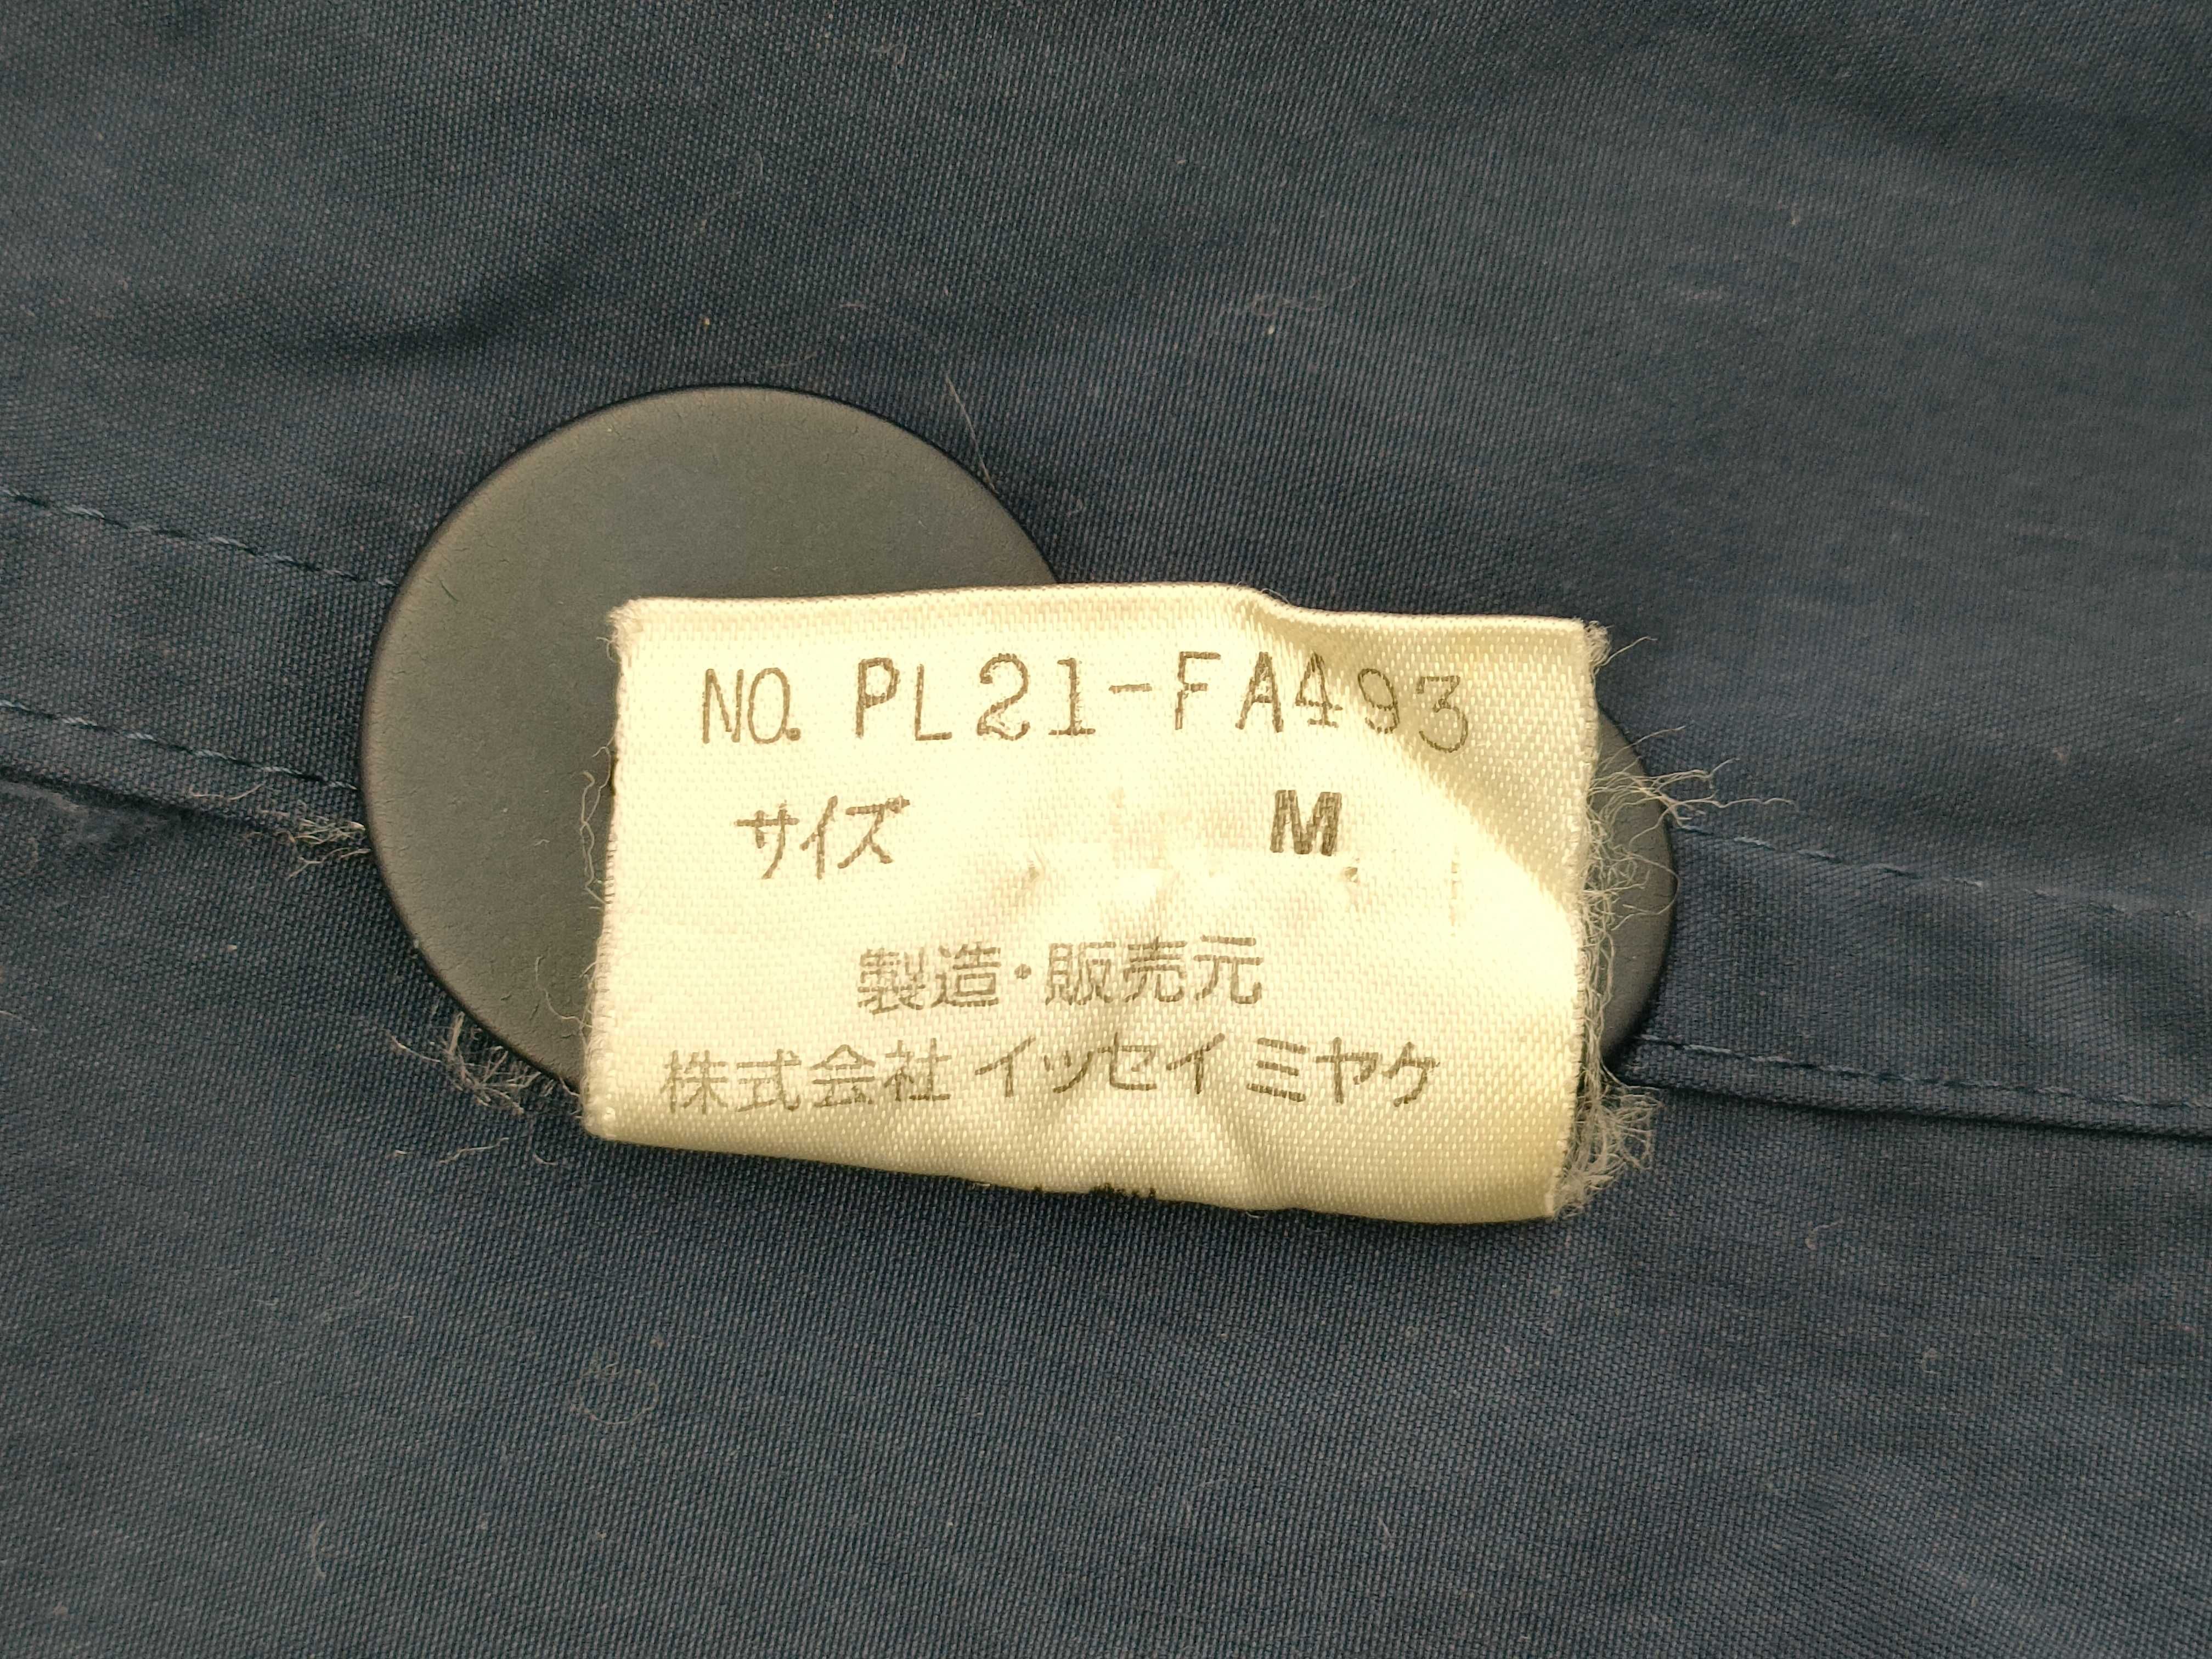 NO. PL21-FA493
サイズ M
製造・販売元
株式会社 イッセイ ミヤケ